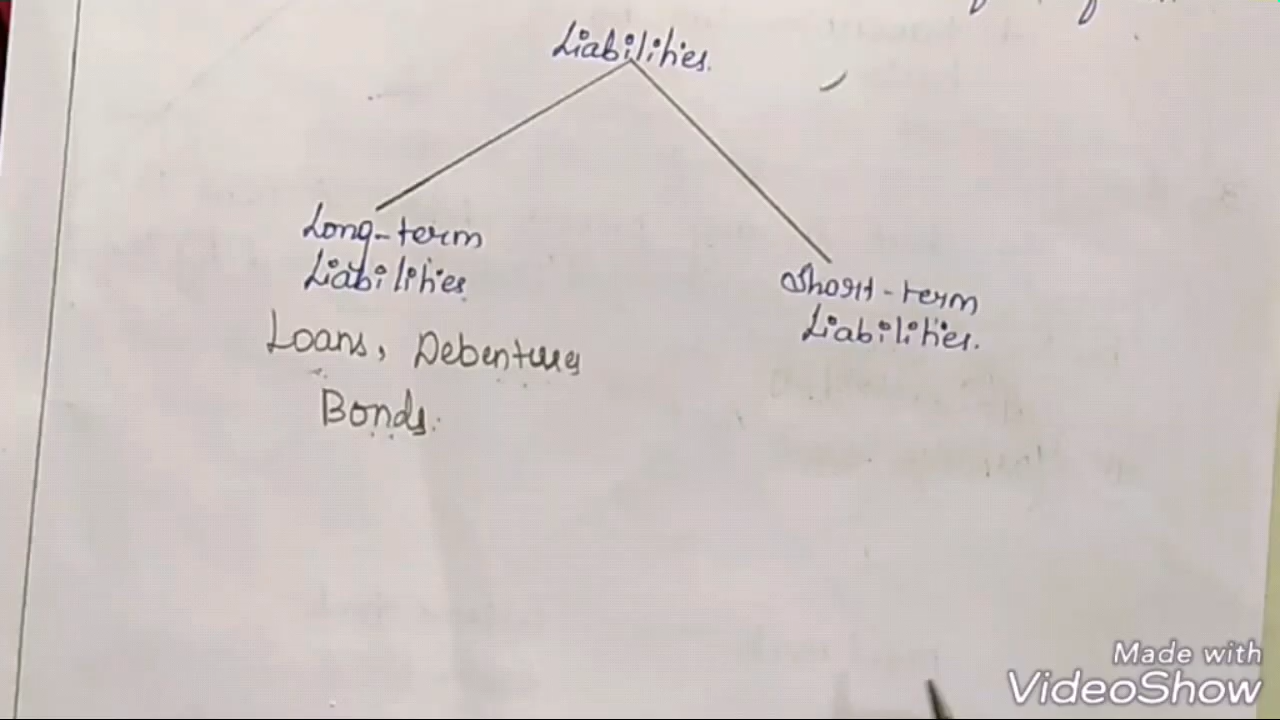 Liabilities.
Long-term
Liabilities
Short-term
Liabilities.
Loans, Debentures
Bonds.
Made with
VideoShow